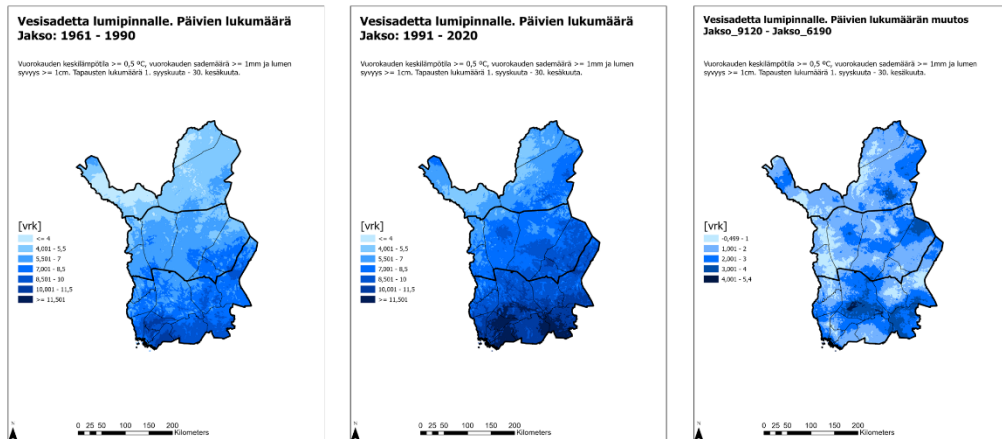 Vesisadetta lumipinnalle. Päivien lukumäärä
Jakso: 1961 - 1990
Vuorokauden keskilämpötila >= 0,5 ºC, vuorokauden sademäärä >= 1mm ja lumen
syvyys >= 1cm. Tapausten lukumäärä 1. syyskuuta - 30. kesäkuuta.
[vrk]
<= 4
4,001 - 5,5
5,501 - 7
7,001 - 8,5
8,501 - 10
10,001 - 11,5
>= 11,501
0 25 50 100 150 200
Kilometers
Vesisadetta lumipinnalle. Päivien lukumäärä
Jakso: 1991 - 2020
Vuorokauden keskilämpötila >= 0,5 ºC, vuorokauden sademäärä >= 1mm ja lumen
syvyys >= 1cm. Tapausten lukumäärä 1. syyskuuta - 30. kesäkuuta.
[vrk]
<= 4
4,001 - 5,5
5,501 - 7
7,001 - 8,5
8,501 - 10
10,001 - 11,5
>= 11,501
0 25 50 100 150 200
Kilometers
Vesisadetta lumipinnalle. Päivien lukumäärän muutos
Jakso_9120 - Jakso_6190
Vuorokauden keskilämpötila >= 0,5 ºC, vuorokauden sademäärä >= 1mm ja lumen
syvyys >= 1cm. Tapausten lukumäärä 1. syyskuuta - 30. kesäkuuta.
[vrk]
-0,499 - 1
1,001 - 2
2,001 - 3
3,001 - 4
4,001 - 5,4
0 25 50 100 150 200
Kilometers